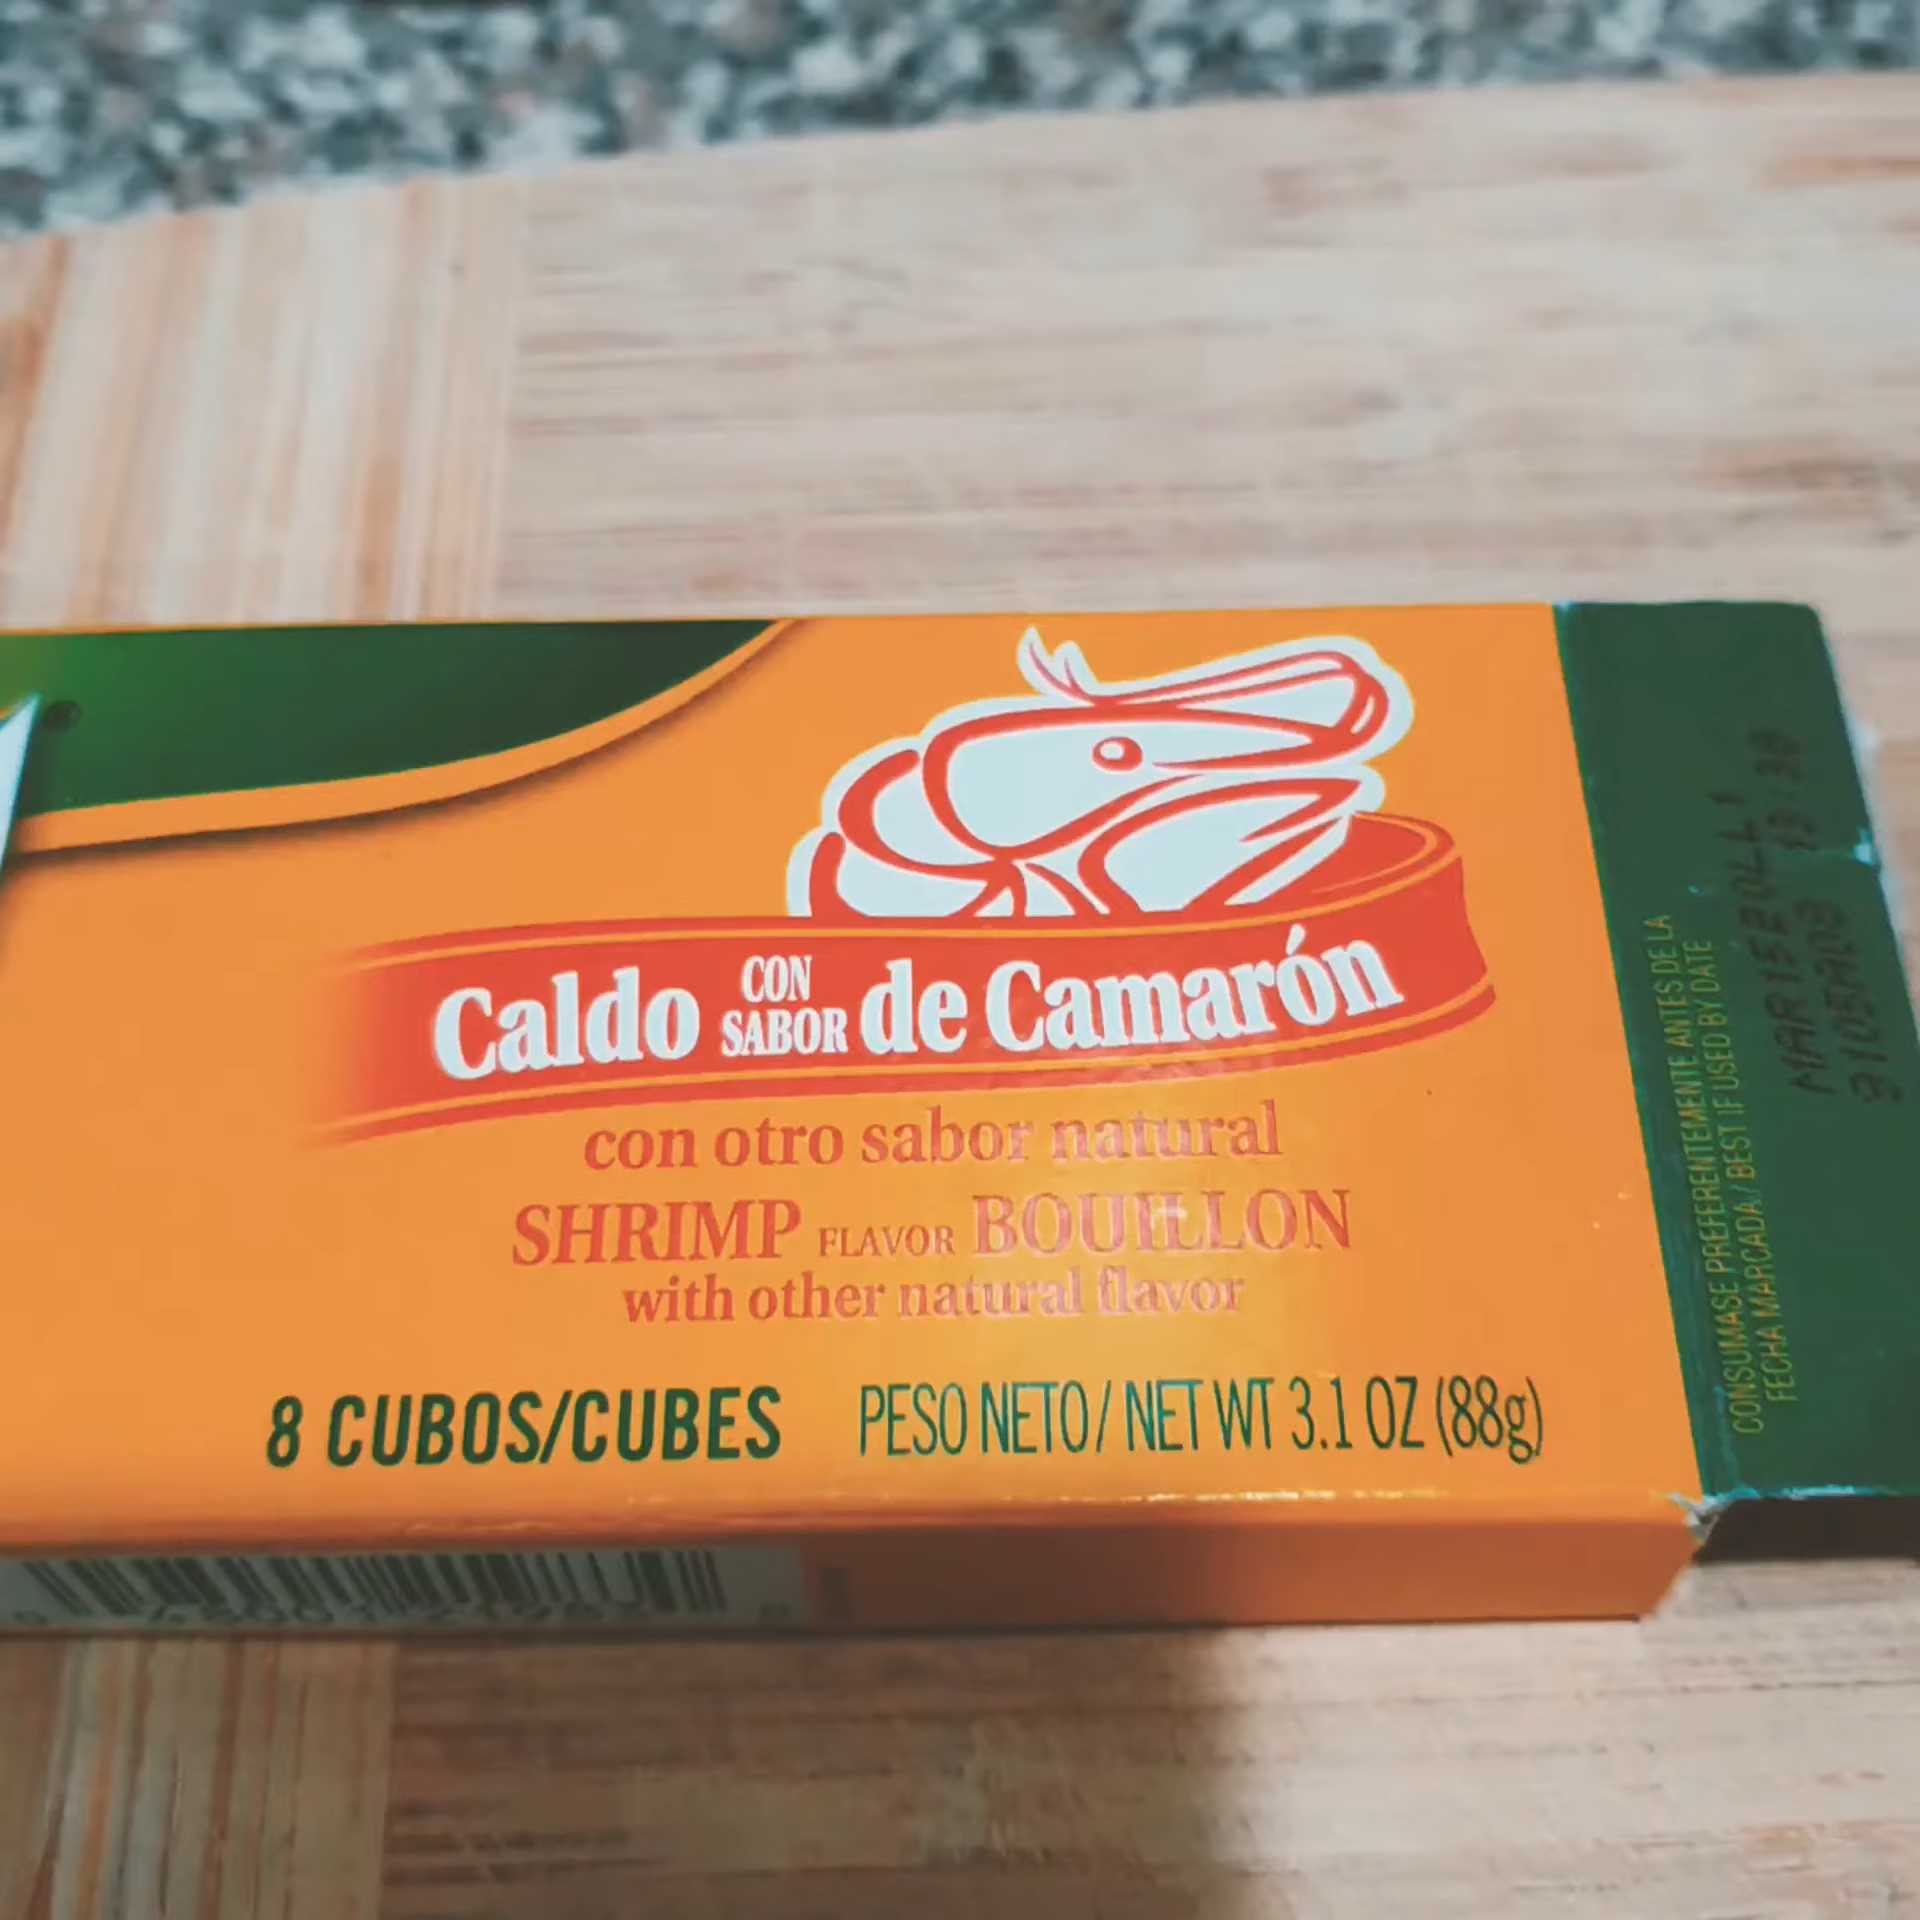 Caldo CON SABOR de Camarón
con otro sabor natural
SHRIMP FLAVOR BOUILLON
with other natural flavor
8 CUBOS/CUBES PESO NETO/ NET WT 3.1 OZ (88g)
CONSUMASE PREFERENTEMENTE ANTES DE LA
FECHA MARCADA/ BEST IF USED BY DATE